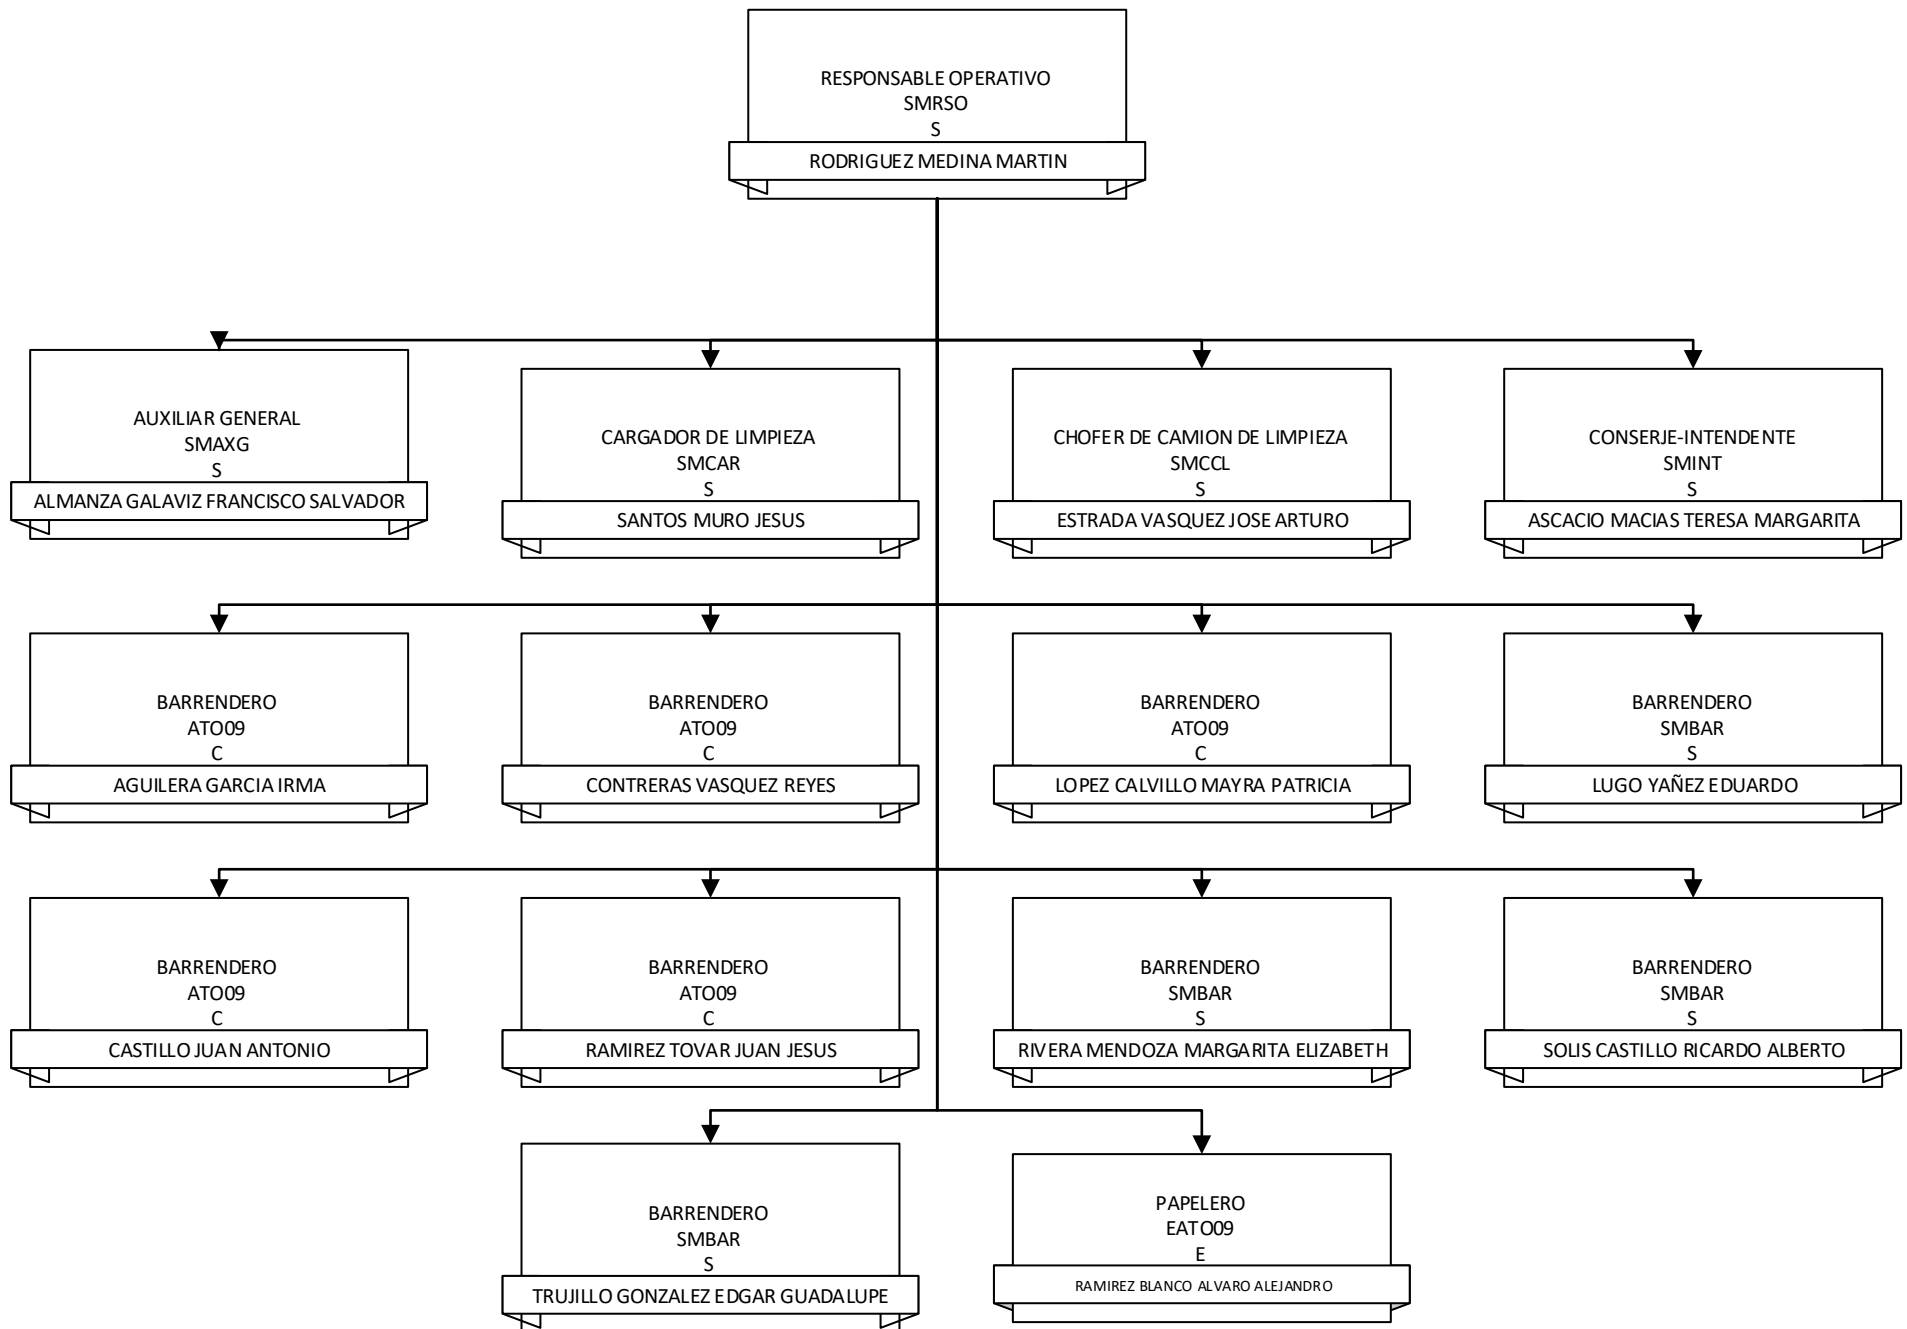 RESPONSABLE OPERATIVO
SMRSO
S
RODRIGUEZ MEDINA MARTIN
AUXILIAR GENERAL
SMAXG
S
ALMANZA GALAVIZ FRANCISCO SALVADOR
CARGADOR DE LIMPIEZA
SMCAR
S
SANTOS MURO JESUS
CHOFER DE CAMION DE LIMPIEZA
SMCCL
S
ESTRADA VASQUEZ JOSE ARTURO
CONSERJE-INTENDENTE
SMINT
S
ASCACIO MACIAS TERESA MARGARITA
BARRENDERO
ATO09
C
AGUILERA GARCIA IRMA
BARRENDERO
ATO09
C
CONTRERAS VASQUEZ REYES
BARRENDERO
ATO09
C
LOPEZ CALVILLO MAYRA PATRICIA
BARRENDERO
SMBAR
S
LUGO YAÑEZ EDUARDO
BARRENDERO
ATO09
C
CASTILLO JUAN ANTONIO
BARRENDERO
ATO09
C
RAMIREZ TOVAR JUAN JESUS
BARRENDERO
SMBAR
S
RIVERA MENDOZA MARGARITA ELIZABETH
BARRENDERO
SMBAR
S
SOLIS CASTILLO RICARDO ALBERTO
BARRENDERO
SMBAR
S
TRUJILLO GONZALEZ EDGAR GUADALUPE
PAPELERO
EATO09
E
RAMIREZ BLANCO ALVARO ALEJANDRO